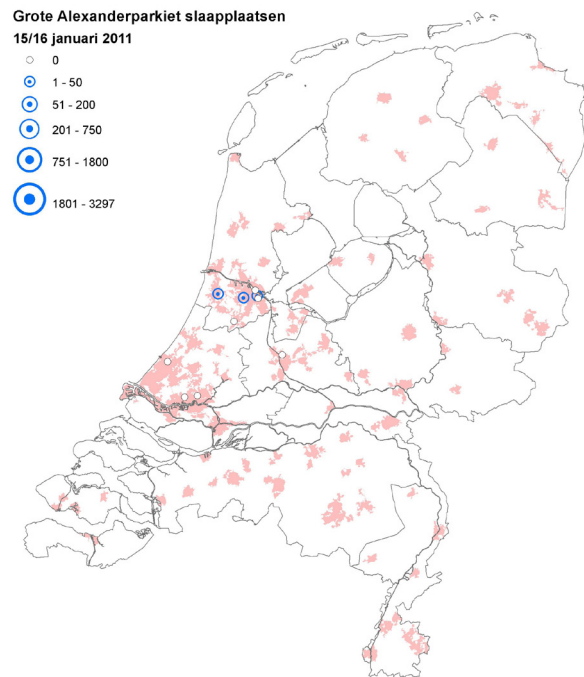 Grote Alexanderparkiet slaapplaatsen
15/16 januari 2011
0
1 - 50
51 - 200
201 - 750
751 - 1800
1801 - 3297